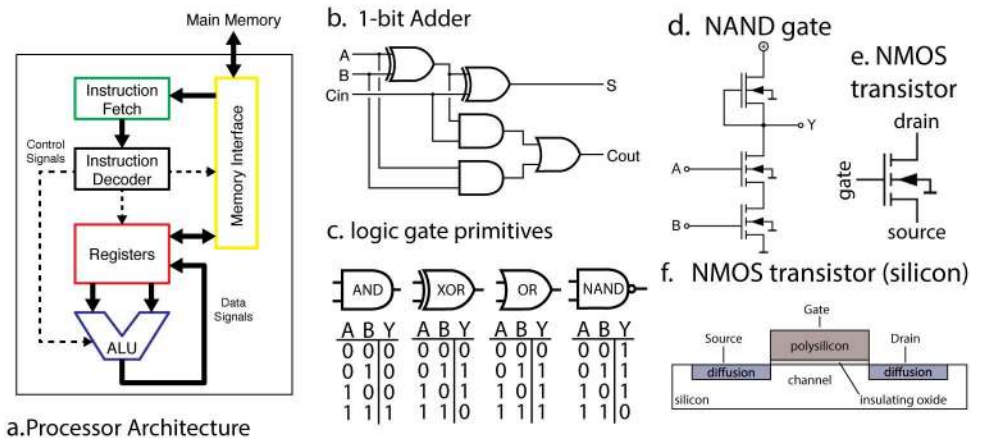 Main Memory
Instruction
Fetch
Control
Signals
Instruction
Decoder
Memory Interface
Registers
Data
Signals
ALU
a.Processor Architecture
b. 1-bit Adder
A
B
Cin
S
Cout
c. logic gate primitives
AND XOR OR NAND
A B Y A B Y A B Y A B Y
0 0 0 0 0 0 0 0 0 0 0 1
0 1 0 0 1 1 0 1 1 0 1 1
1 0 0 1 0 1 1 0 1 1 0 1
1 1 1 1 1 0 1 1 1 1 1 0
d. NAND gate
Y
A
B
e. NMOS
transistor
drain
gate
source
f. NMOS transistor (silicon)
Gate
Source
polysilicon
Drain
diffusion
diffusion
channel
silicon
insulating oxide